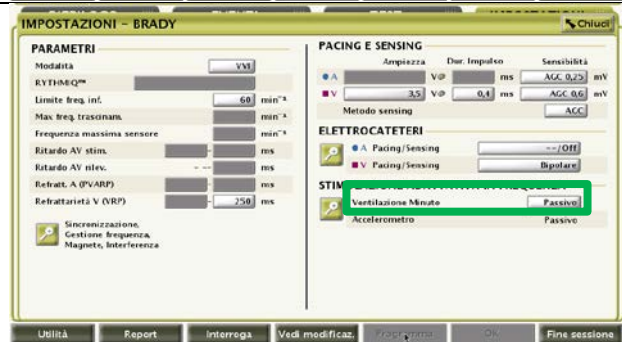 IMPOSTAZIONI - BRADY
Chiudi
PARAMETRI
Modalità VVI
RYTHMIQ™
Limite freq. inf. 60 min⁻¹
Max freq. trascinam. min⁻¹
Frequenza massima sensore min⁻¹
Ritardo AV stim. - ms
Ritardo AV rilev. -- - ms
Refratt. A (PVARP) - ms
Refrattarietà V (VRP) - 250 ms
Sincronizzazione,
Gestione frequenza,
Magnete, Interferenza
PACING E SENSING
Ampiezza Dur. Impulso Sensibilità
A V@ ms AGC 0,25 mV
V 3,5 V@ 0,4 ms AGC 0,6 mV
Metodo sensing AGC
ELETTROCATETERI
A Pacing/Sensing --/Off
V Pacing/Sensing Bipolare
Ventilazione Minuto Passivo
Accelerometro Passivo
Utilità Report Interroga Vedi modificaz. Programma Ok Fine sessione